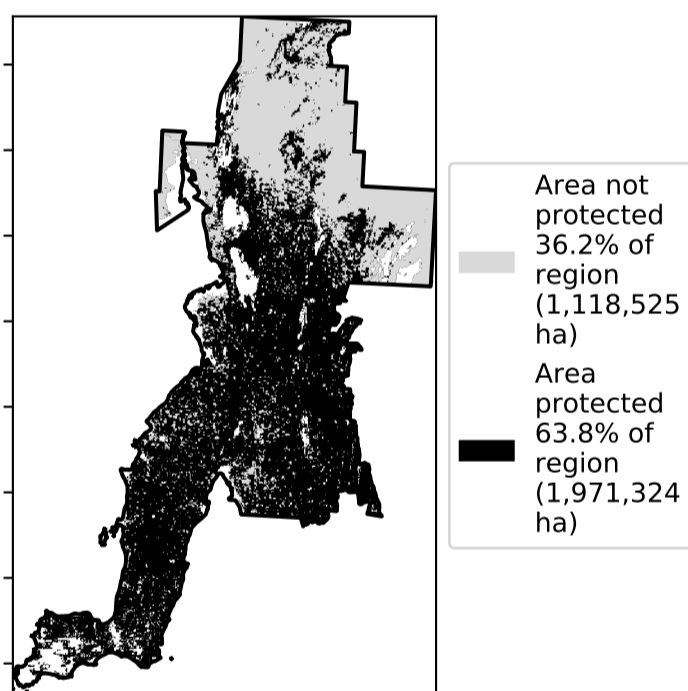 Area not
protected
36.2% of
region
(1,118,525
ha)
Area
protected
63.8% of
region
(1,971,324
ha)